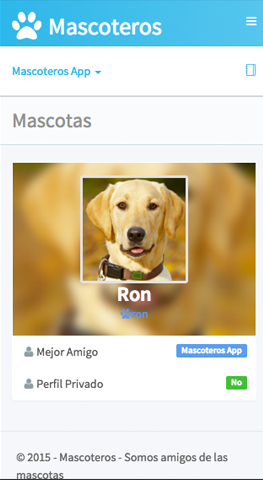 Mascoteros
Mascoteros App
Mascotas
Ron
ron
Mejor Amigo Mascoteros App
Perfil Privado No
© 2015 - Mascoteros - Somos amigos de las
mascotas